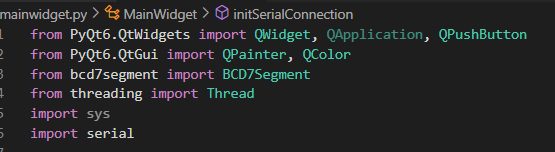 mainwidget.py > MainWidget > initSerialConnection
1 from PyQt6.QtWidgets import QWidget, QApplication, QPushButton
2 from PyQt6.QtGui import QPainter, QColor
3 from bcd7segment import BCD7Segment
4 from threading import Thread
5 import sys
6 import serial